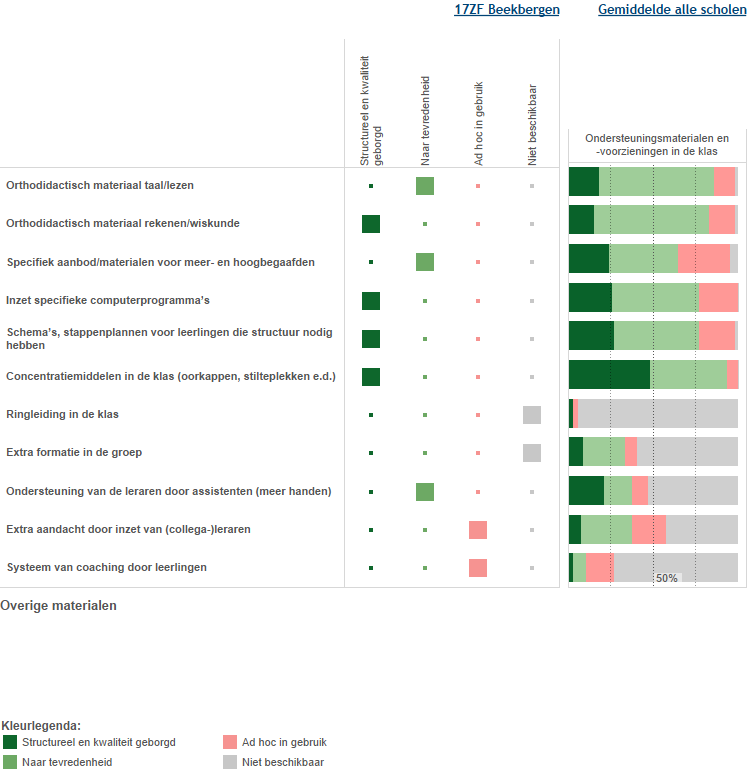 17ZF Beekbergen
Gemiddelde alle scholen
Structureel en kwaliteit
geborgd
Naar tevredenheid
Ad hoc in gebruik
Niet beschikbaar
Ondersteuningsmaterialen en
-voorzieningen in de klas
Orthodidactisch materiaal taal/lezen
Orthodidactisch materiaal rekenen/wiskunde
Specifiek aanbod/materialen voor meer- en hoogbegaafden
Inzet specifieke computerprogramma's
Schema's, stappenplannen voor leerlingen die structuur nodig
hebben
Concentratiemiddelen in de klas (oorkappen, stilteplekken e.d.)
Ringleiding in de klas
Extra formatie in de groep
Ondersteuning van de leraren door assistenten (meer handen)
Extra aandacht door inzet van (collega-)leraren
Systeem van coaching door leerlingen
50%
Overige materialen
Kleurlegenda:
Structureel en kwaliteit geborgd
Ad hoc in gebruik
Naar tevredenheid
Niet beschikbaar